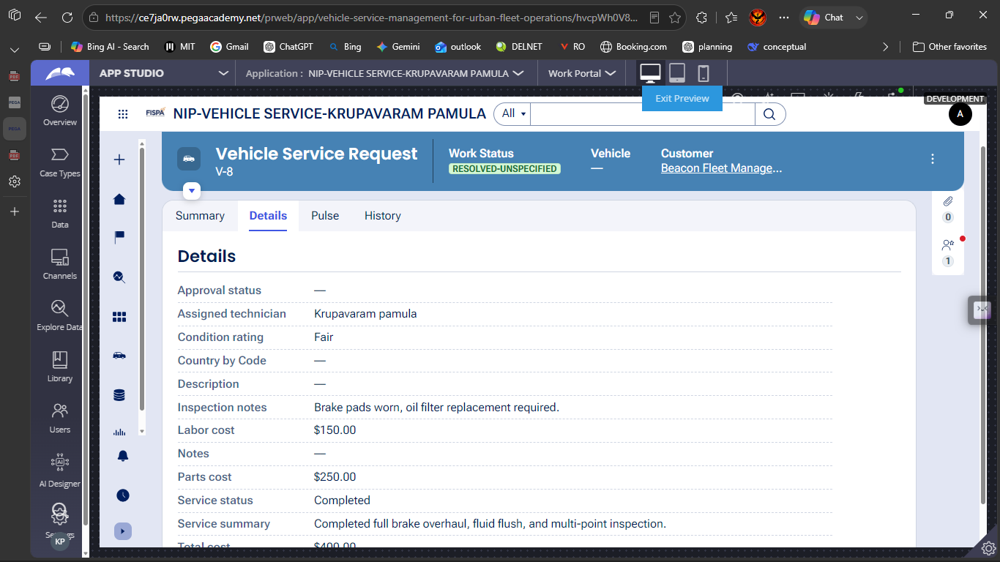 https://ce7ja0rw.pegaacademy.net/prweb/app/vehicle-service-management-for-urban-fleet-operations/hvcpWh0V8...
Chat
Bing AI - Search
MIT
Gmail
ChatGPT
Bing
Gemini
outlook
DELNET
RO
Booking.com
planning
conceptual
Other favorites
APP STUDIO
Application : NIP-VEHICLE SERVICE-KRUPAVARAM PAMULA
Work Portal
Exit Preview
DEVELOPMENT
PDF
PEGA
PEGA
PDF
Overview
Case Types
Data
Channels
Explore Data
Library
Users
AI
AI Designer
KP
FISPA
NIP-VEHICLE SERVICE-KRUPAVARAM PAMULA
All
A
Vehicle Service Request
V-8
Work Status
RESOLVED-UNSPECIFIED
Vehicle
—
Customer
Beacon Fleet Manage...
Summary
Details
Pulse
History
0
1
Details
Approval status —
Assigned technician Krupavaram pamula
Condition rating Fair
Country by Code —
Description —
Inspection notes Brake pads worn, oil filter replacement required.
Labor cost $150.00
Notes —
Parts cost $250.00
Service status Completed
Service summary Completed full brake overhaul, fluid flush, and multi-point inspection.
Total cost $400.00